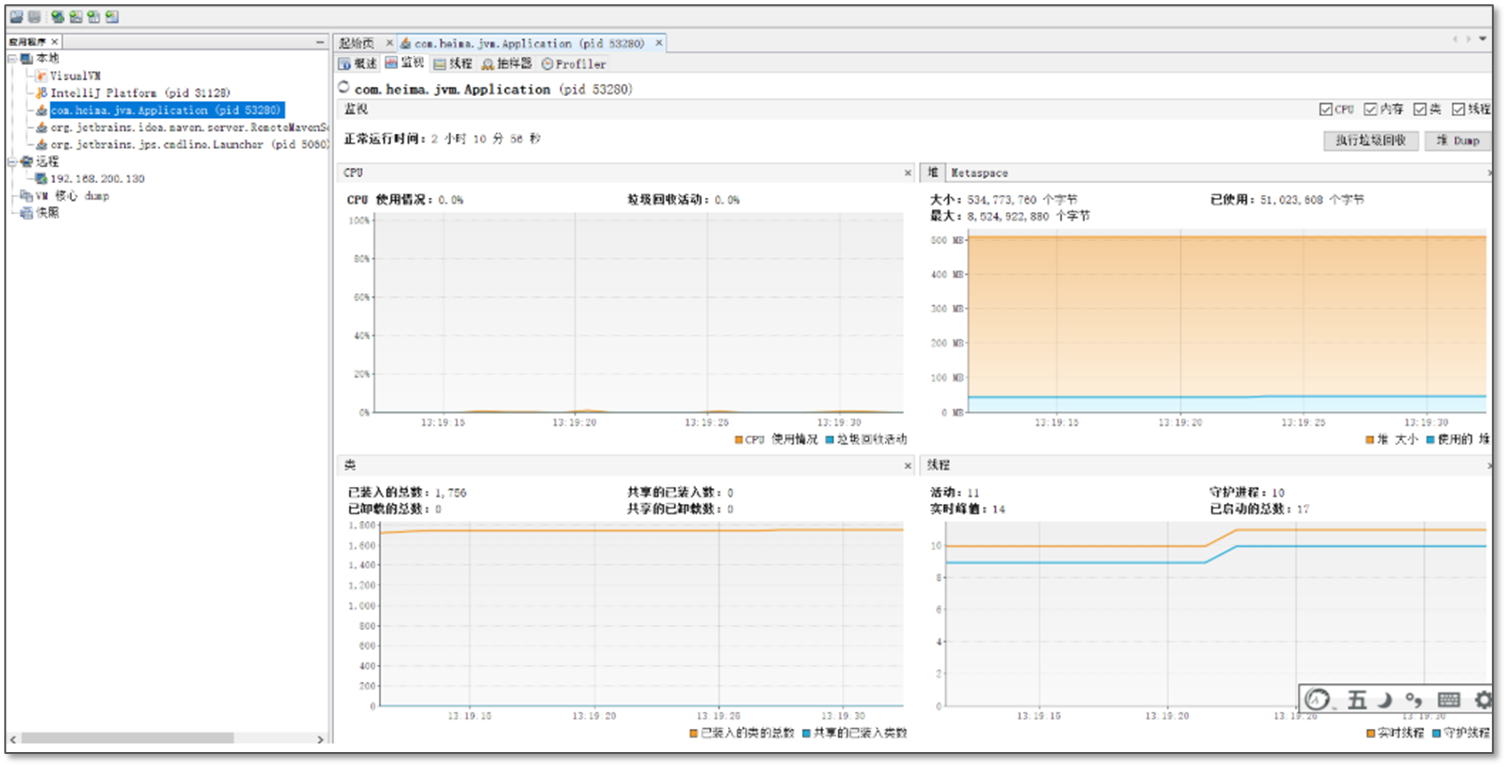 应用程序 ×
本地
VisualVM
IntelliJ Platform (pid 31128)
com.heima.jvm.Application (pid 53280)
org.jetbrains.idea.maven.server.RemoteMavenSe
org.jetbrains.jps.cmdline.Launcher (pid 5060)
远程
192.168.200.130
VM 核心 dump
快照
起始页 × com.heima.jvm.Application (pid 53280) ×
概述 监视 线程 抽样器 Profiler
com.heima.jvm.Application (pid 53280)
监视 CPU 内存 类 线程
正常运行时间: 2 小时 10 分 56 秒 执行垃圾回收 堆 Dump
CPU ×
CPU 使用情况: 0.0% 垃圾回收活动: 0.0%
100%
80%
60%
40%
20%
0%
13:19:15 13:19:20 13:19:25 13:19:30
CPU 使用情况 垃圾回收活动
堆 Metaspace ×
大小: 534,773,760 个字节 已使用: 51,023,608 个字节
最大: 8,524,922,880 个字节
500 MB
400 MB
300 MB
200 MB
100 MB
0 MB
13:19:15 13:19:20 13:19:25 13:19:30
堆 大小 使用的 堆
类 ×
已装入的总数: 1,756 共享的已装入数: 0
已卸载的总数: 0 共享的已卸载数: 0
1,800
1,600
1,400
1,200
1,000
800
600
400
200
0
13:19:15 13:19:20 13:19:25 13:19:30
已装入的类的总数 共享的已装入类数
线程 ×
活动: 11 守护进程: 10
实时峰值: 14 已启动的总数: 17
10
8
6
4
2
0
13:19:15 13:19:20
五
实时线程 守护线程